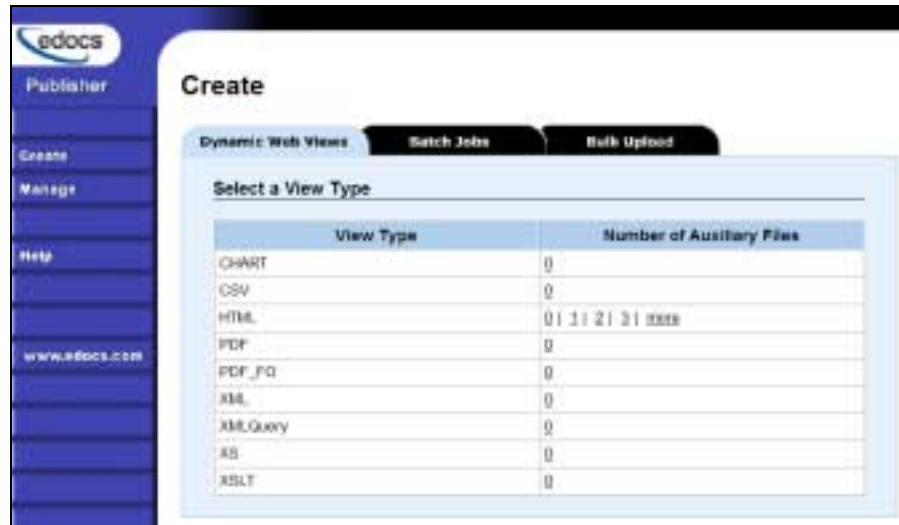 edocs
Publisher
Create
Manage
Help
www.edocs.com
Create
Dynamic Web Views Batch Jobs Bulk Upload
Select a View Type
View Type Number of Auxiliary Files
CHART 0
CSV 0
HTML 0 | 1 | 2 | 3 | more
PDF 0
PDF_FO 0
XML 0
XMLQuery 0
XS 0
XSLT 0